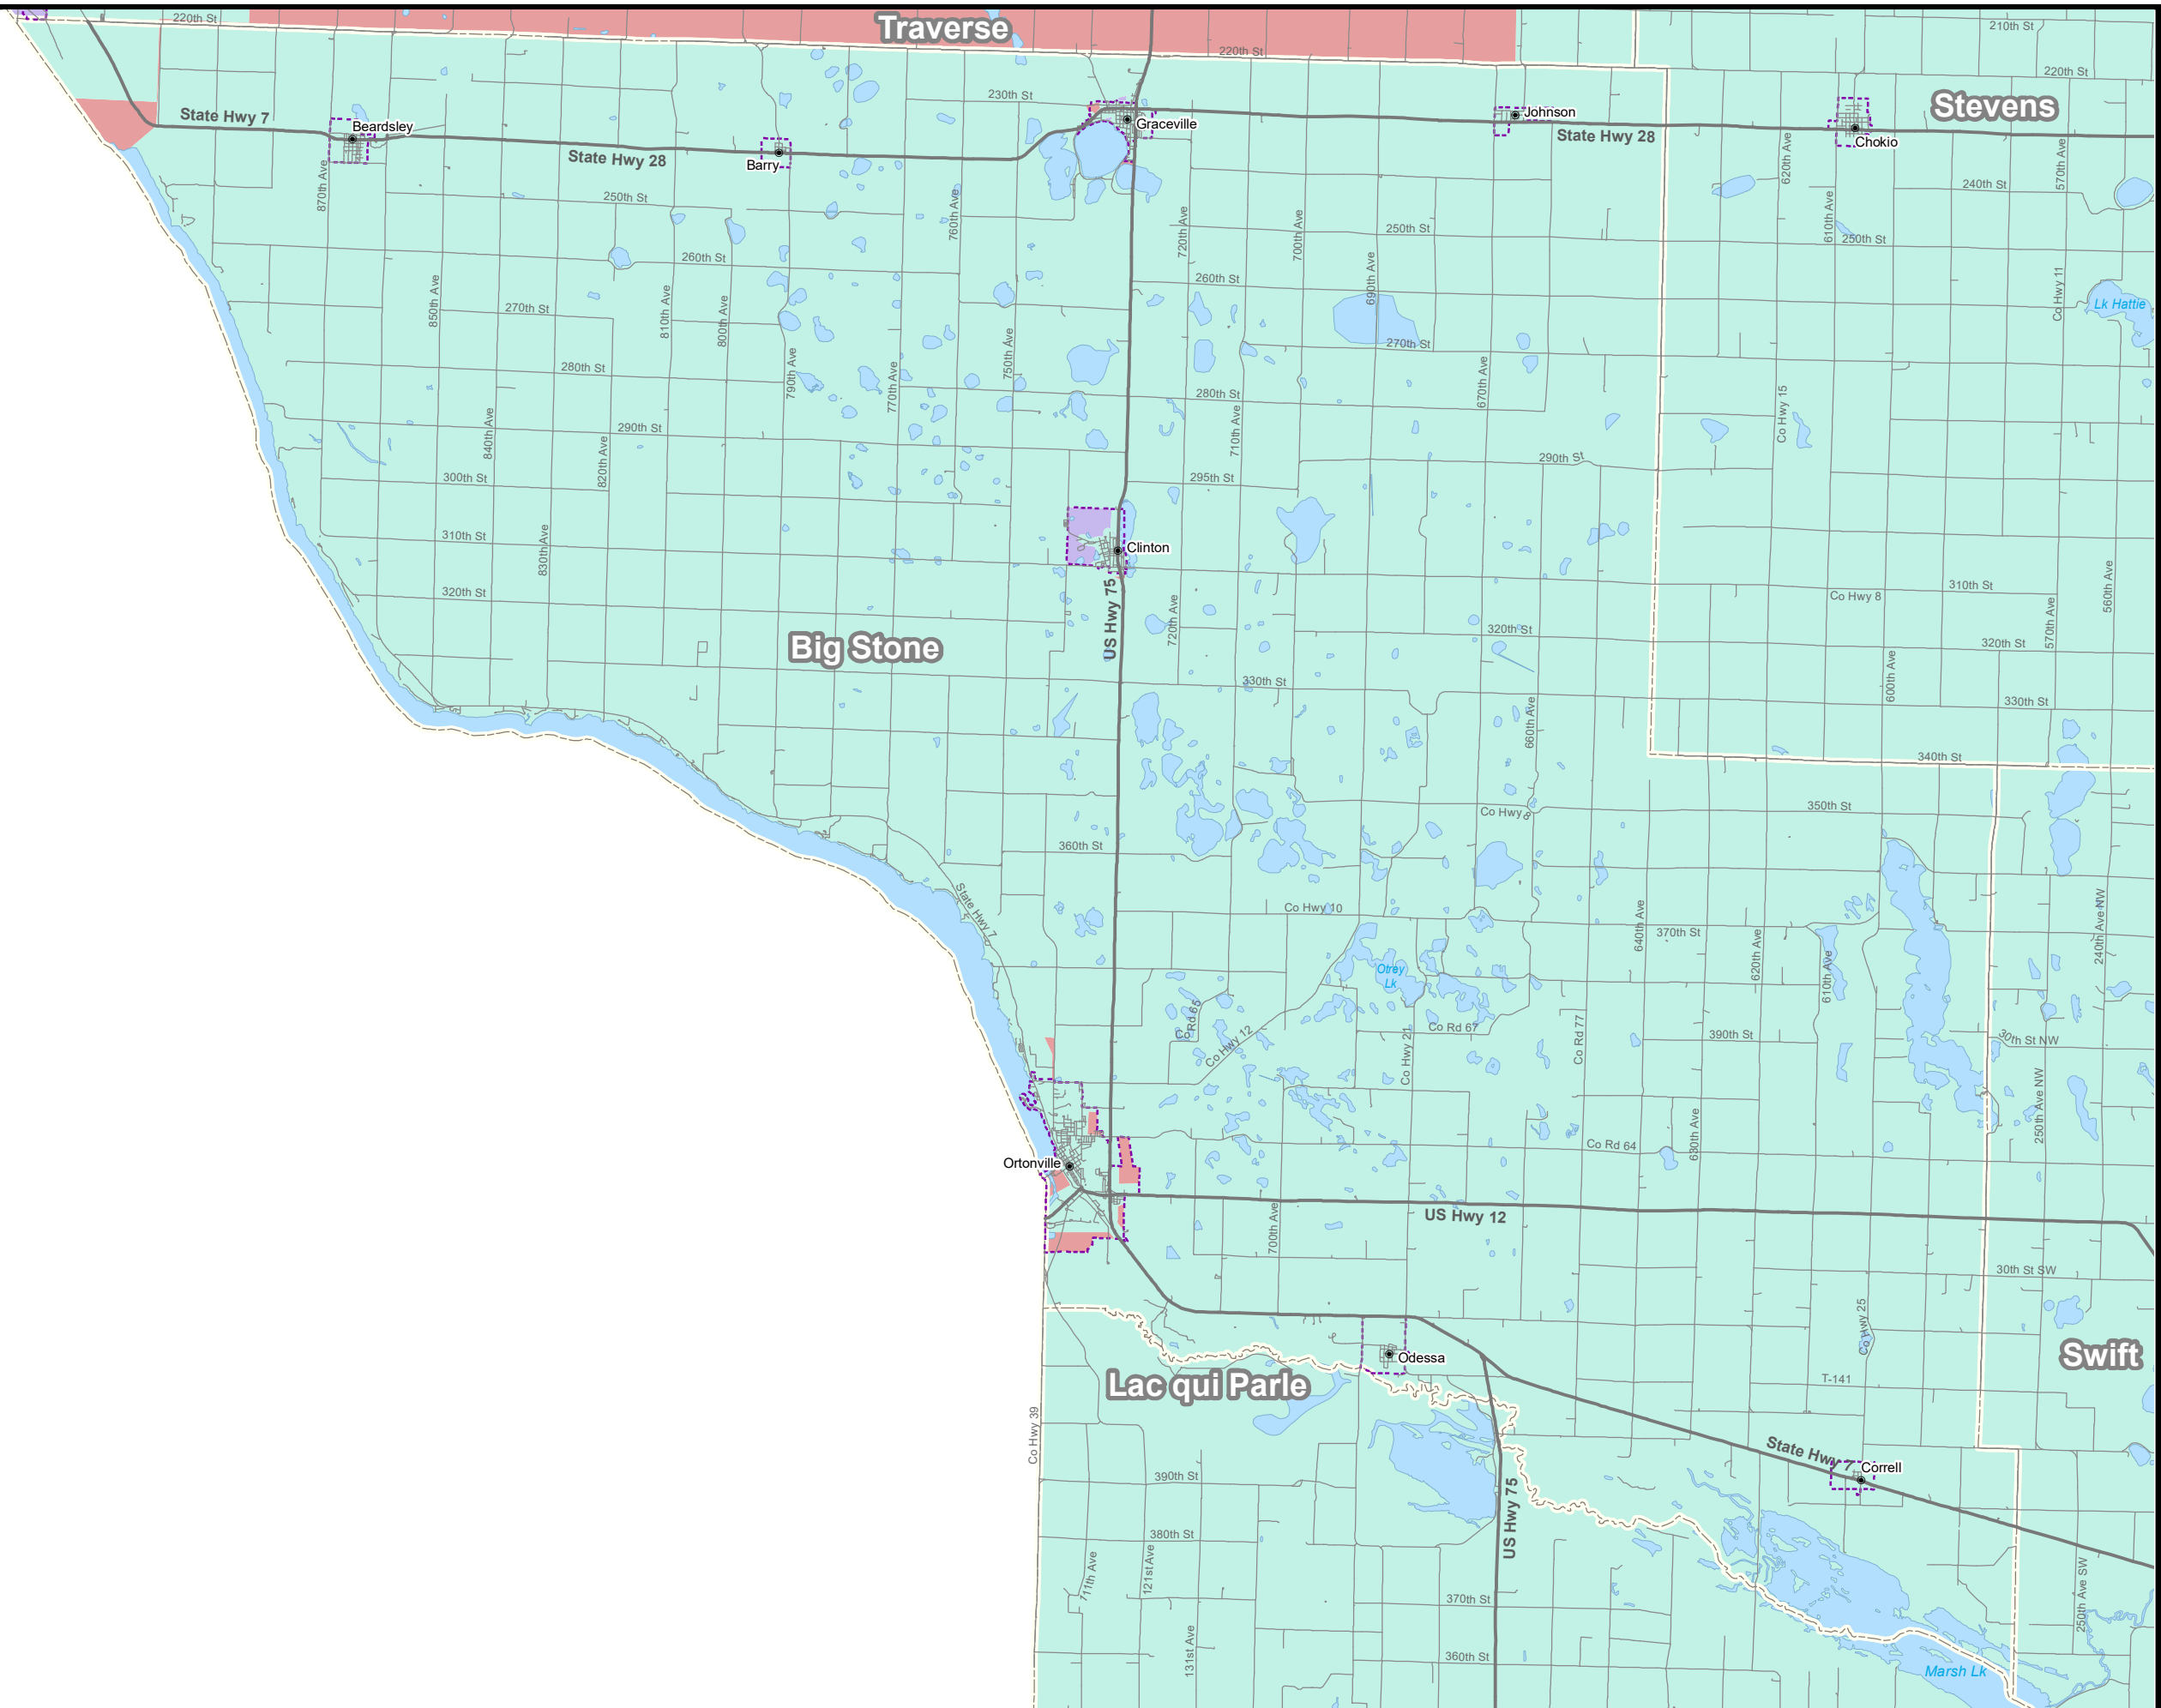 220th St
Traverse
210th St
220th St
220th St
230th St
State Hwy 7
Beardsley
Graceville
Johnson
Stevens
State Hwy 28
Barry
State Hwy 28
Chokio
870th Ave
250th St
760th Ave
720th Ave
700th Ave
250th St
620th Ave
610th Ave
240th St
570th Ave
250th St
260th St
260th St
690th Ave
Co Hwy 11
Lk Hattie
850th Ave
270th St
810th Ave
800th Ave
750th Ave
270th St
280th St
790th Ave
770th Ave
280th St
670th Ave
Co Hwy 15
840th Ave
290th St
820th Ave
710th Ave
290th St
300th St
295th St
310th St
830th Ave
Clinton
320th St
US Hwy 75
720th Ave
310th St
Co Hwy 8
560th Ave
570th Ave
Big Stone
320th St
320th St
330th St
600th Ave
330th St
660th Ave
340th St
Co Hwy 8
350th St
360th St
State Hwy 7
Co Hwy 10
640th Ave
370th St
620th Ave
610th Ave
240th Ave NW
Otrey
Lk
Co Rd 65
Co Hwy 12
Co Hwy 21
Co Rd 67
Co Rd 77
390th St
30th St NW
250th Ave NW
630th Ave
Co Rd 64
Ortonville
700th Ave
US Hwy 12
30th St SW
Co Hwy 25
Odessa
Swift
Lac qui Parle
T-141
Co Hwy 39
State Hwy 7
Correll
390th St
US Hwy 75
380th St
711th Ave
121st Ave
250th Ave SW
370th St
131st Ave
360th St
Marsh Lk